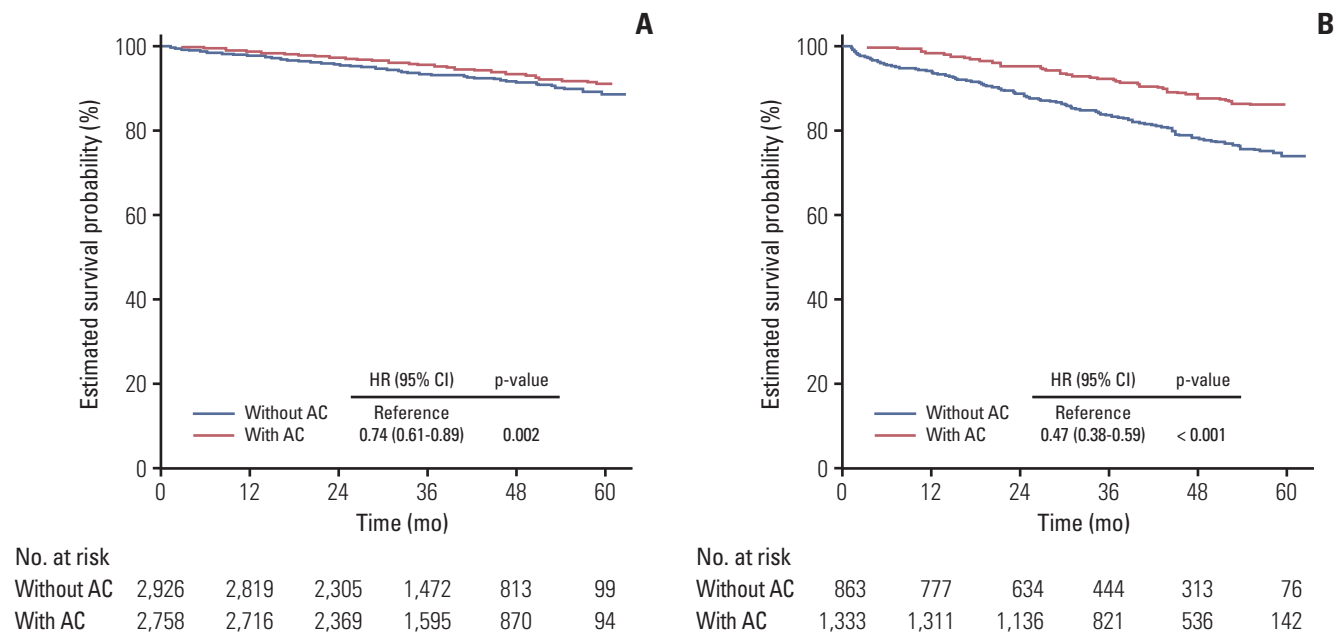 A
Estimated survival probability (%)
100
80
60
40
20
0
HR (95% CI) p-value
Without AC Reference
With AC 0.74 (0.61-0.89) 0.002
0 12 24 36 48 60
Time (mo)
No. at risk
Without AC 2,926 2,819 2,305 1,472 813 99
With AC 2,758 2,716 2,369 1,595 870 94
B
Estimated survival probability (%)
100
80
60
40
20
0
HR (95% CI) p-value
Without AC Reference
With AC 0.47 (0.38-0.59) < 0.001
0 12 24 36 48 60
Time (mo)
No. at risk
Without AC 863 777 634 444 313 76
With AC 1,333 1,311 1,136 821 536 142